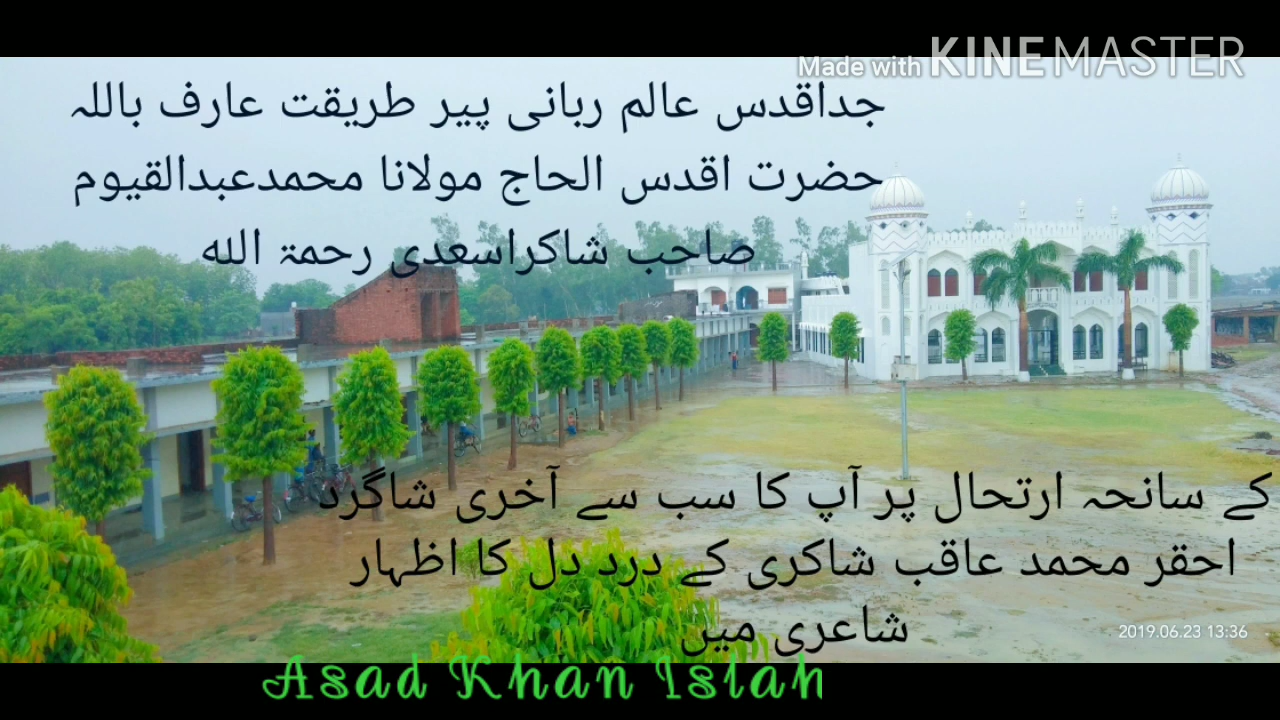 Made with KINEMASTER
جداقدس عالم ربانی پیر طریقت عارف باللہ
حضرت اقدس الحاج مولانا محمدعبدالقیوم
صاحب شاکراسعدی رحمۃ اللہ
کے سانحہ ارتحال پر آپ کا سب سے آخری شاگرد
احقر محمد عاقب شاکری کے درد دل کا اظہار
شاعری میں
2019.06.23 13:36
Asad Khan Islah